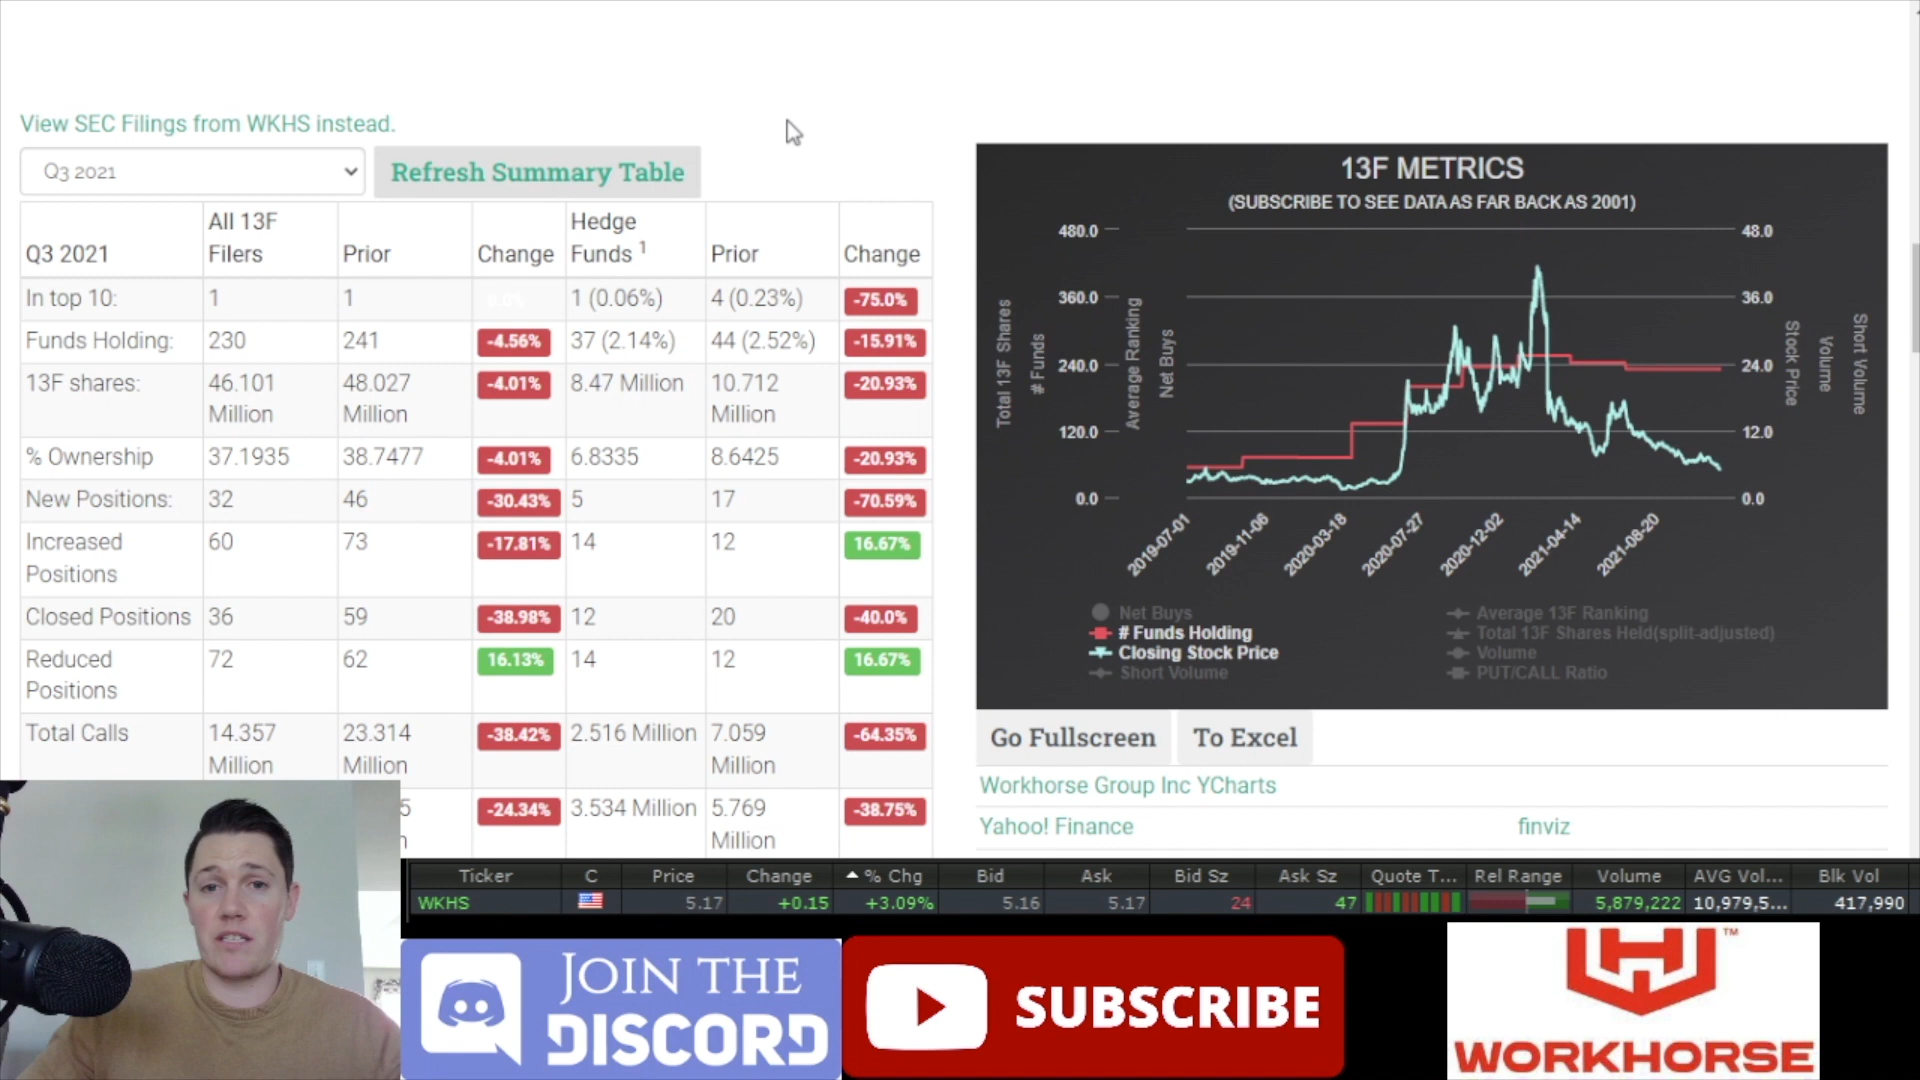 View SEC Filings from WKHS instead.
Q3 2021
Refresh Summary Table
Q3 2021 All 13F Filers Prior Change Hedge Funds 1 Prior Change
In top 10: 1 1 0.0% 1 (0.06%) 4 (0.23%) -75.0%
Funds Holding: 230 241 -4.56% 37 (2.14%) 44 (2.52%) -15.91%
13F shares: 46.101 Million 48.027 Million -4.01% 8.47 Million 10.712 Million -20.93%
% Ownership 37.1935 38.7477 -4.01% 6.8335 8.6425 -20.93%
New Positions: 32 46 -30.43% 5 17 -70.59%
Increased Positions 60 73 -17.81% 14 12 16.67%
Closed Positions 36 59 -38.98% 12 20 -40.0%
Reduced Positions 72 62 16.13% 14 12 16.67%
Total Calls 14.357 Million 23.314 Million -38.42% 2.516 Million 7.059 Million -64.35%
5 -24.34% 3.534 Million 5.769 Million -38.75%
13F METRICS
(SUBSCRIBE TO SEE DATA AS FAR BACK AS 2001)
480.0
360.0
240.0
120.0
0.0
48.0
36.0
24.0
12.0
0.0
Total 13F Shares
# Funds
Average Ranking
Net Buys
Stock Price
Volume
Short Volume
2019-07-01
2019-11-06
2020-03-18
2020-07-27
2020-12-02
2021-04-14
2021-08-20
Net Buys
# Funds Holding
Closing Stock Price
Short Volume
Average 13F Ranking
Total 13F Shares Held(split-adjusted)
Volume
PUT/CALL Ratio
Go Fullscreen
To Excel
Workhorse Group Inc YCharts
Yahoo! Finance
finviz
Ticker C Price Change % Chg Bid Ask Bid Sz Ask Sz Quote T... Rel Range Volume AVG Vol... Blk Vol
WKHS 5.17 +0.15 +3.09% 5.16 5.17 24 47 5,879,222 10,979,5... 417,990
JOIN THE
DISCORD
SUBSCRIBE
TM
WORKHORSE